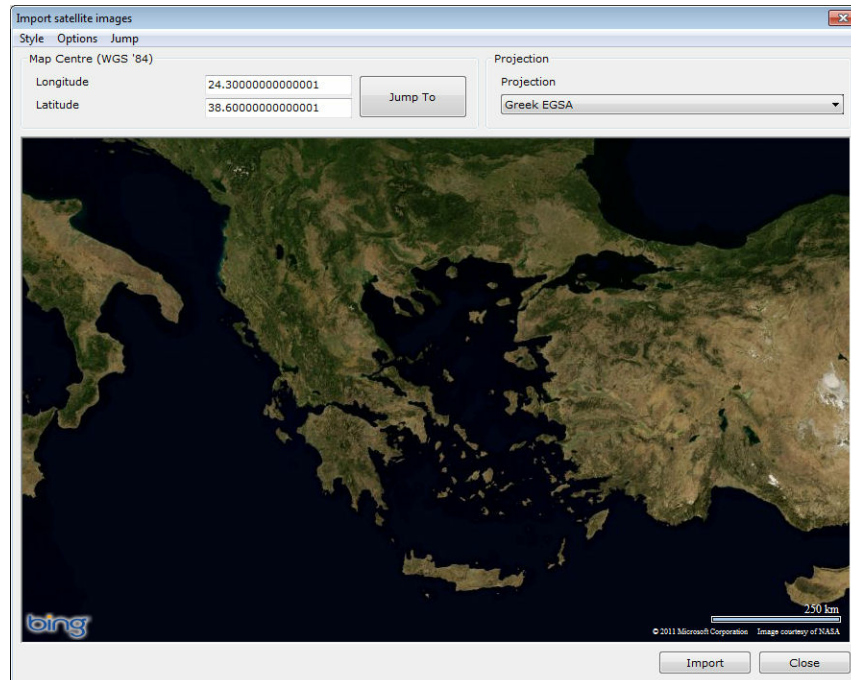 Import satellite images
Style Options Jump
Map Centre (WGS '84)
Longitude
24.30000000000001
Latitude
38.60000000000001
Jump To
Projection
Projection
Greek EGSA
bing
250 km
© 2011 Microsoft Corporation Image courtesy of NASA
Import Close